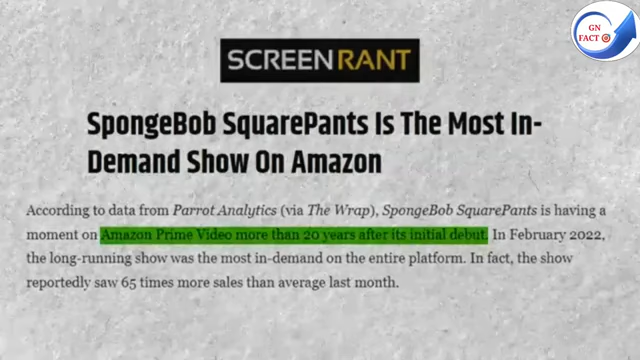 GN
FACT
SCREENRANT
SpongeBob SquarePants Is The Most In-
Demand Show On Amazon
According to data from Parrot Analytics (via The Wrap), SpongeBob SquarePants is having a
moment on Amazon Prime Video more than 20 years after its initial debut. In February 2022,
the long-running show was the most in-demand on the entire platform. In fact, the show
reportedly saw 65 times more sales than average last month.